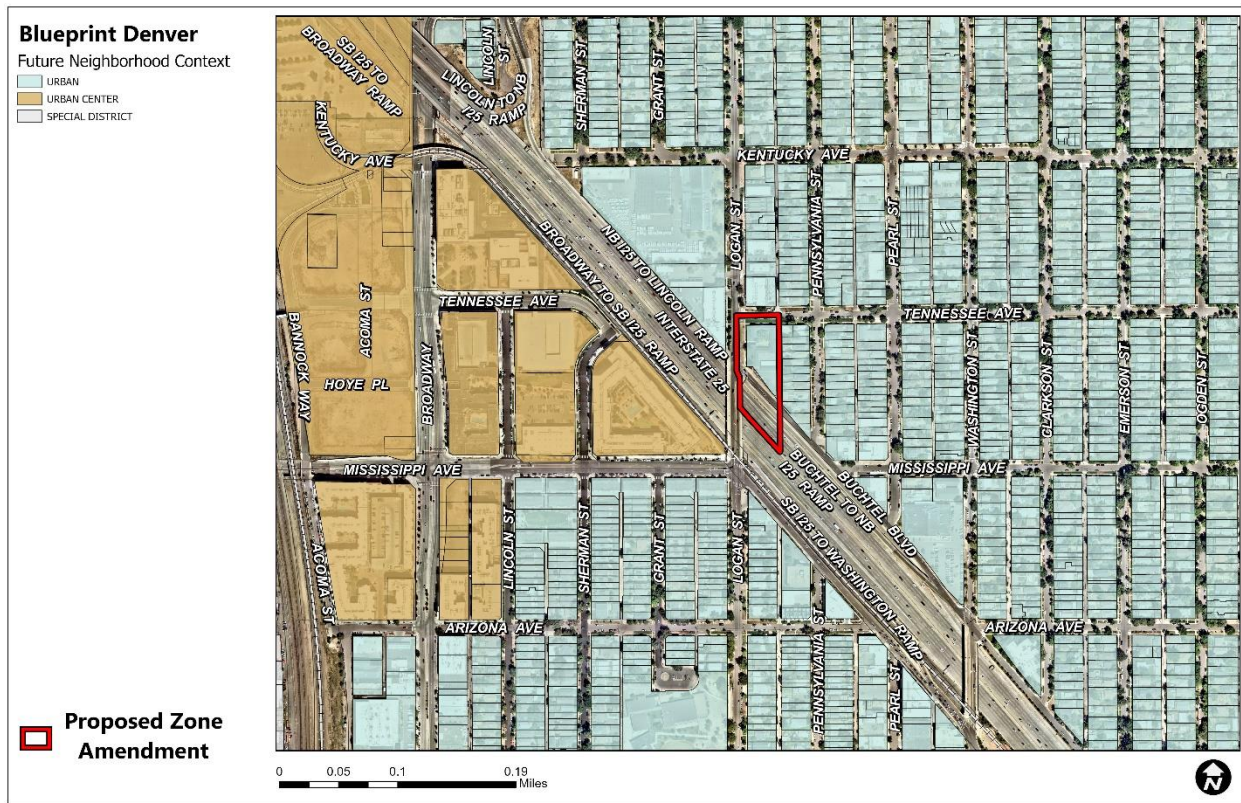 Blueprint Denver
Future Neighborhood Context
URBAN
URBAN CENTER
SPECIAL DISTRICT
SB I25 TO
BROADWAY RAMP
LINCOLN
ST
LINCOLN TO NB
I25 RAMP
SHERMAN ST
GRANT ST
KENTUCKY AVE
KENTUCKY AVE
LOGAN ST
PENNSYLVANIA ST
PEARL ST
NB I25 TO LINCOLN RAMP
INTERSTATE 25
BROADWAY TO SB I25 RAMP
TENNESSEE AVE
TENNESSEE AVE
BANNOCK WAY
ACOMA ST
HOYE PL
BROADWAY
WASHINGTON ST
CLARKSON ST
EMERSON ST
OGDEN ST
MISSISSIPPI AVE
MISSISSIPPI AVE
BUCHTEL BLVD
BUCHTEL TO NB
I25 RAMP
SB I25 TO WASHINGTON RAMP
ACOMA ST
LINCOLN ST
SHERMAN ST
GRANT ST
LOGAN ST
PENNSYLVANIA ST
PEARL ST
ARIZONA AVE
ARIZONA AVE
Proposed Zone
Amendment
0 0.05 0.1 0.19
Miles
N